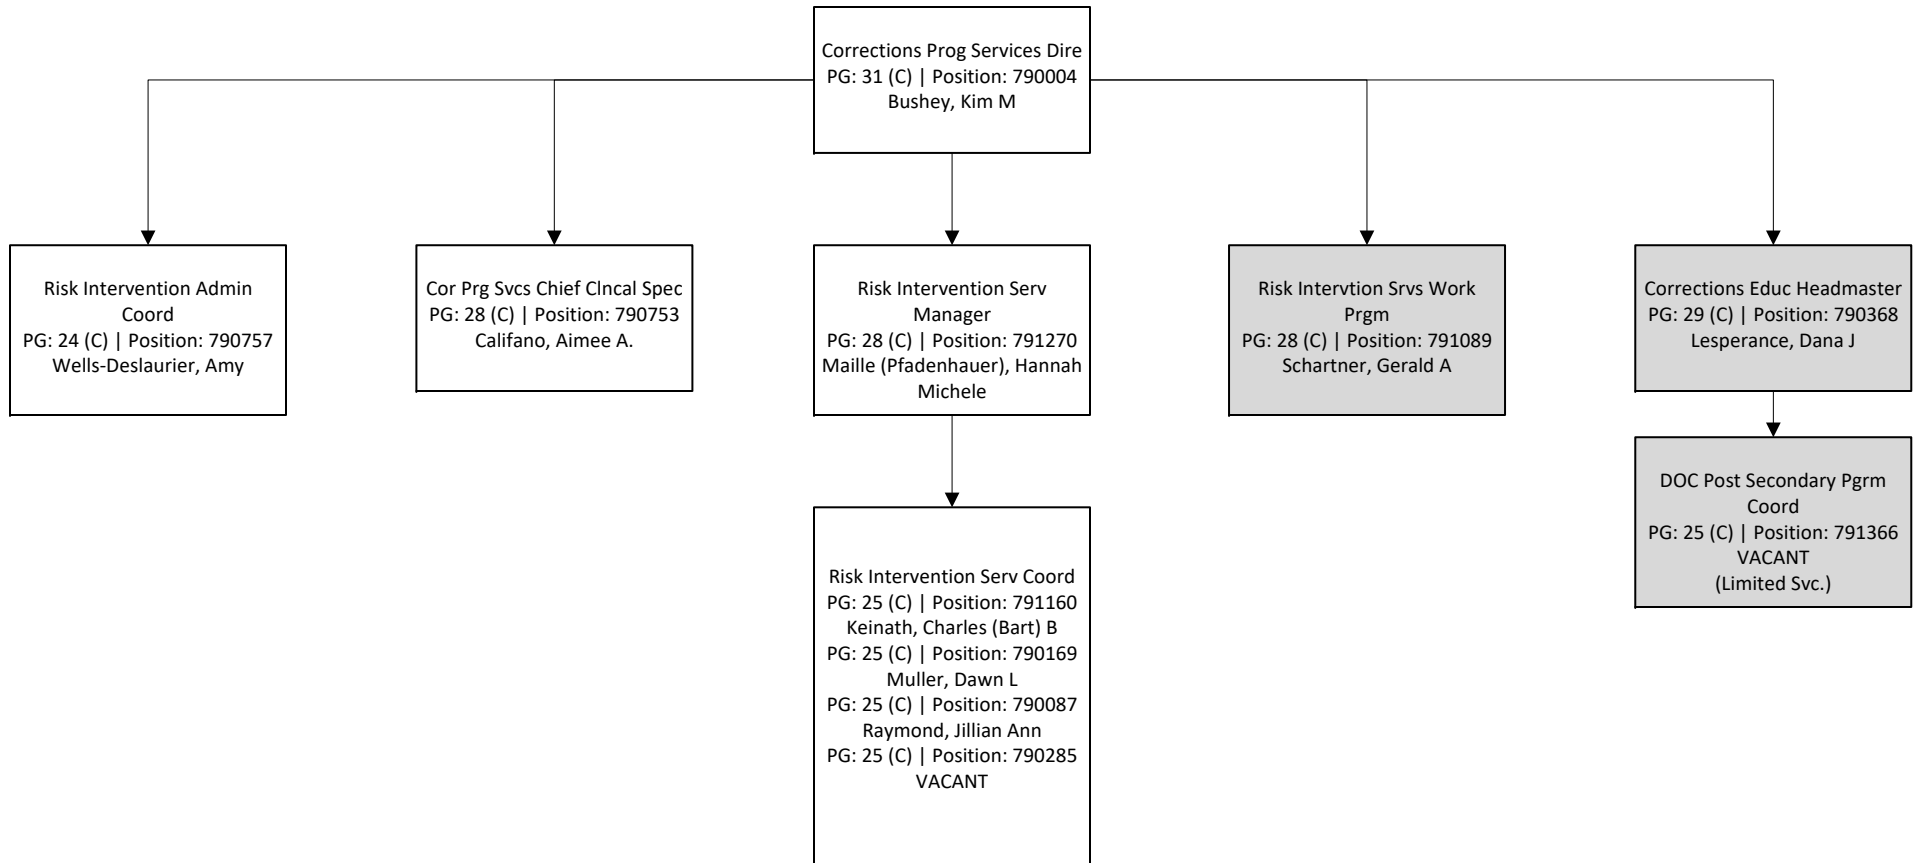 Corrections Prog Services Dire
PG: 31 (C) | Position: 790004
Bushey, Kim M
Risk Intervention Admin
Coord
PG: 24 (C) | Position: 790757
Wells-Deslaurier, Amy
Cor Prg Svcs Chief Clncal Spec
PG: 28 (C) | Position: 790753
Califano, Aimee A.
Risk Intervention Serv
Manager
PG: 28 (C) | Position: 791270
Maille (Pfadenhauer), Hannah
Michele
Risk Intervtion Srvs Work
Prgm
PG: 28 (C) | Position: 791089
Schartner, Gerald A
Corrections Educ Headmaster
PG: 29 (C) | Position: 790368
Lesperance, Dana J
DOC Post Secondary Pgrm
Coord
PG: 25 (C) | Position: 791366
VACANT
(Limited Svc.)
Risk Intervention Serv Coord
PG: 25 (C) | Position: 791160
Keinath, Charles (Bart) B
PG: 25 (C) | Position: 790169
Muller, Dawn L
PG: 25 (C) | Position: 790087
Raymond, Jillian Ann
PG: 25 (C) | Position: 790285
VACANT